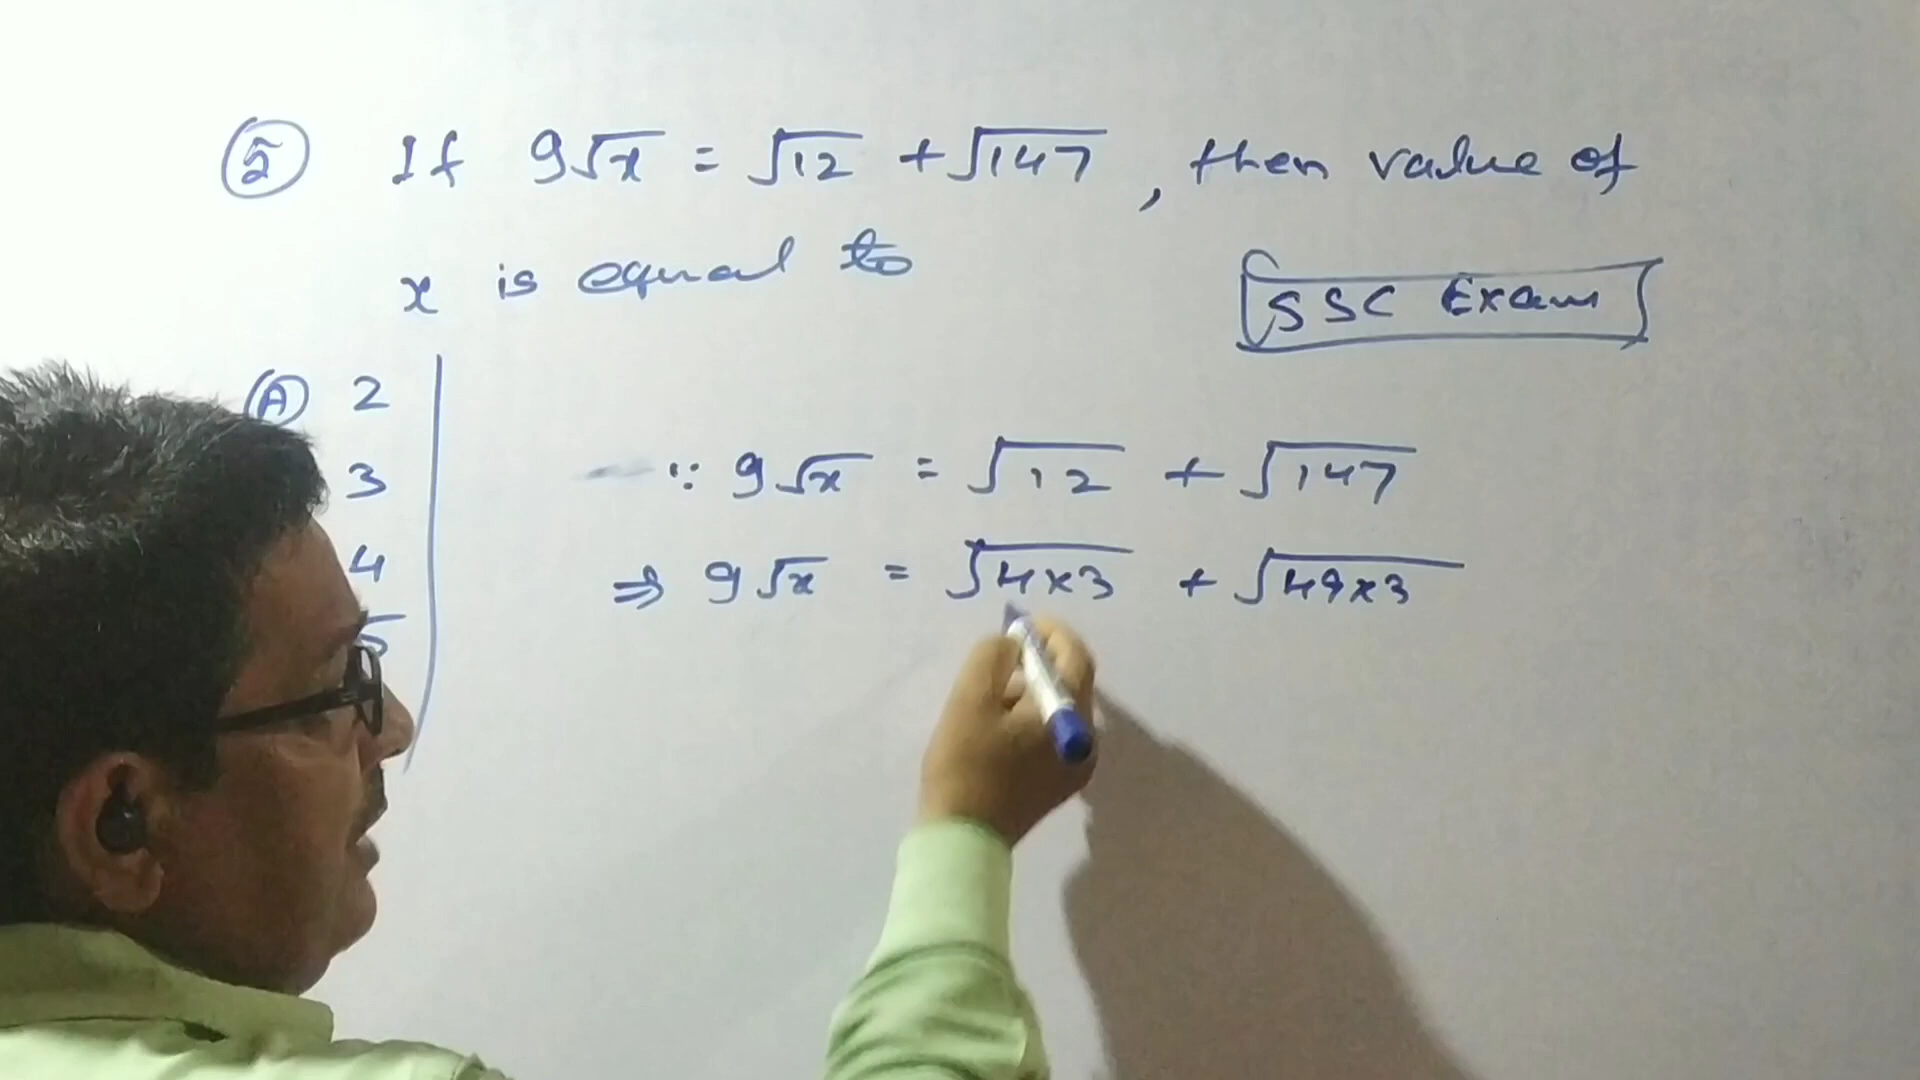 ② If 9√x = √12 + √147, then value of
x is equal to
SSC Exam
Ⓐ 2
3
4
5
∵ 9√x = √12 + √147
⇒ 9√x = √4×3 + √49×3